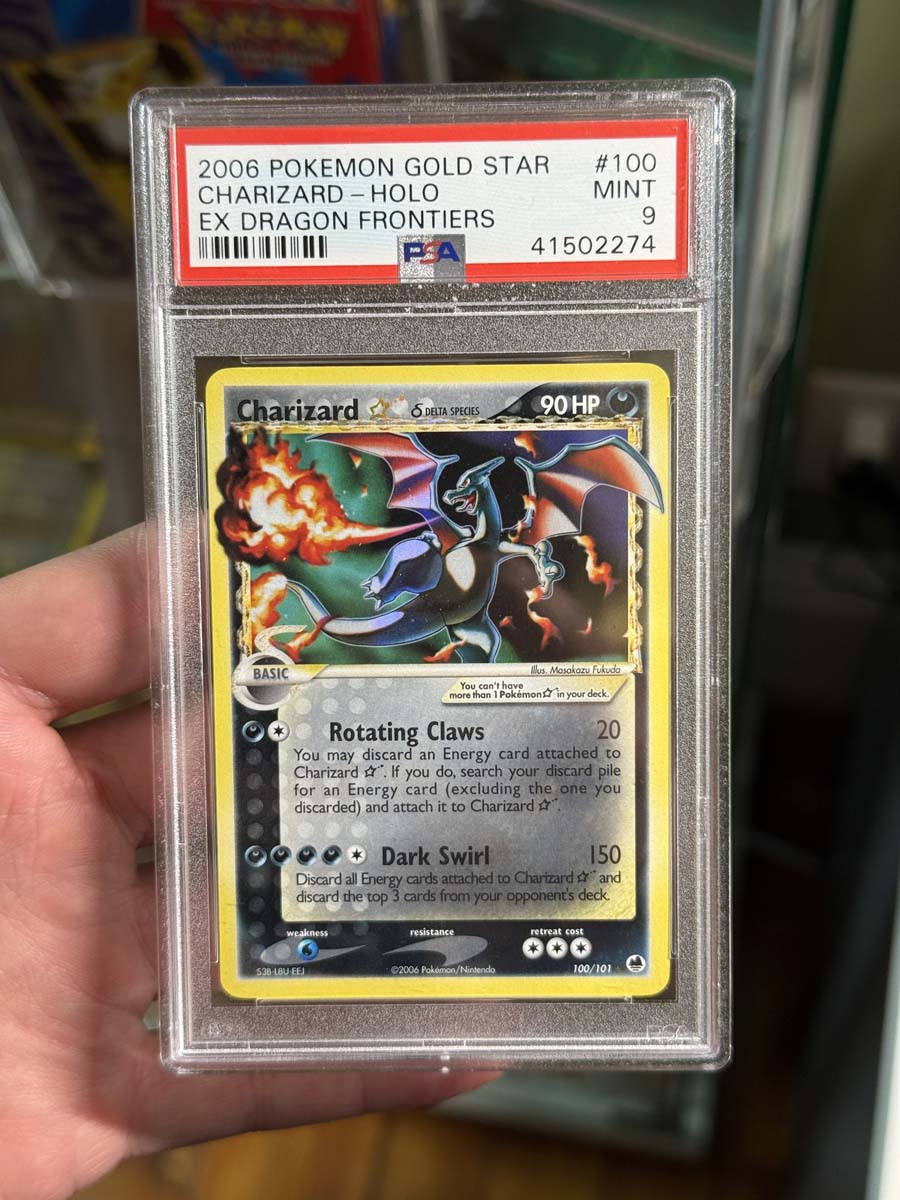 Pokémon
2006 POKEMON GOLD STAR #100
CHARIZARD - HOLO MINT
EX DRAGON FRONTIERS 9
PSA 41502274
Charizard ☆ δ DELTA SPECIES 90 HP
BASIC
Illus. Masakazu Fukuda
You can't have
more than 1 Pokémon ☆ in your deck.
Rotating Claws 20
You may discard an Energy card attached to
Charizard ☆. If you do, search your discard pile
for an Energy card (excluding the one you
discarded) and attach it to Charizard ☆.
Dark Swirl 150
Discard all Energy cards attached to Charizard ☆ and
discard the top 3 cards from your opponent's deck.
weakness resistance retreat cost
S3B-L8U-EEJ ©2006 Pokémon/Nintendo 100/101